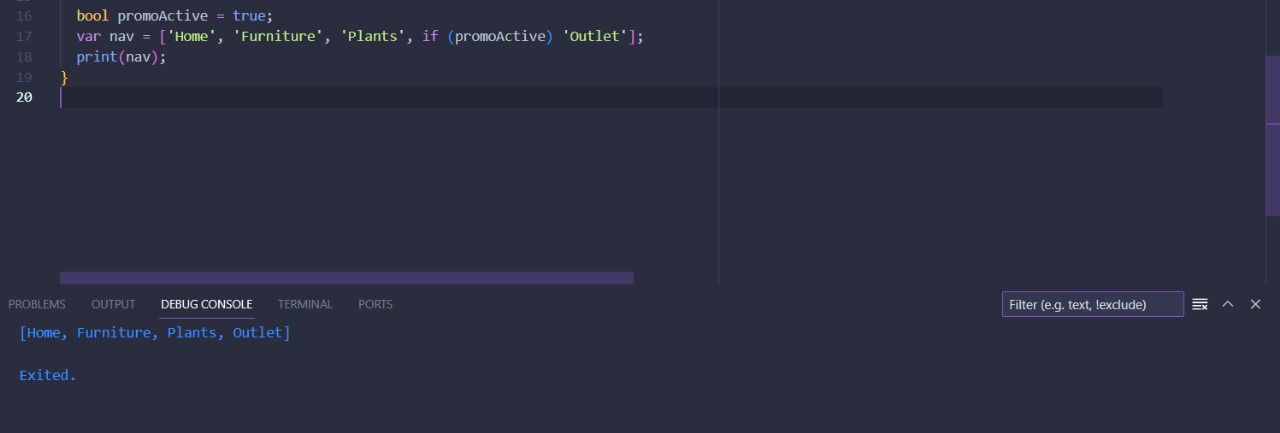 16 bool promoActive = true;
17 var nav = ['Home', 'Furniture', 'Plants', if (promoActive) 'Outlet'];
18 print(nav);
19 }
20
PROBLEMS OUTPUT DEBUG CONSOLE TERMINAL PORTS Filter (e.g. text, !exclude)
[Home, Furniture, Plants, Outlet]
Exited.